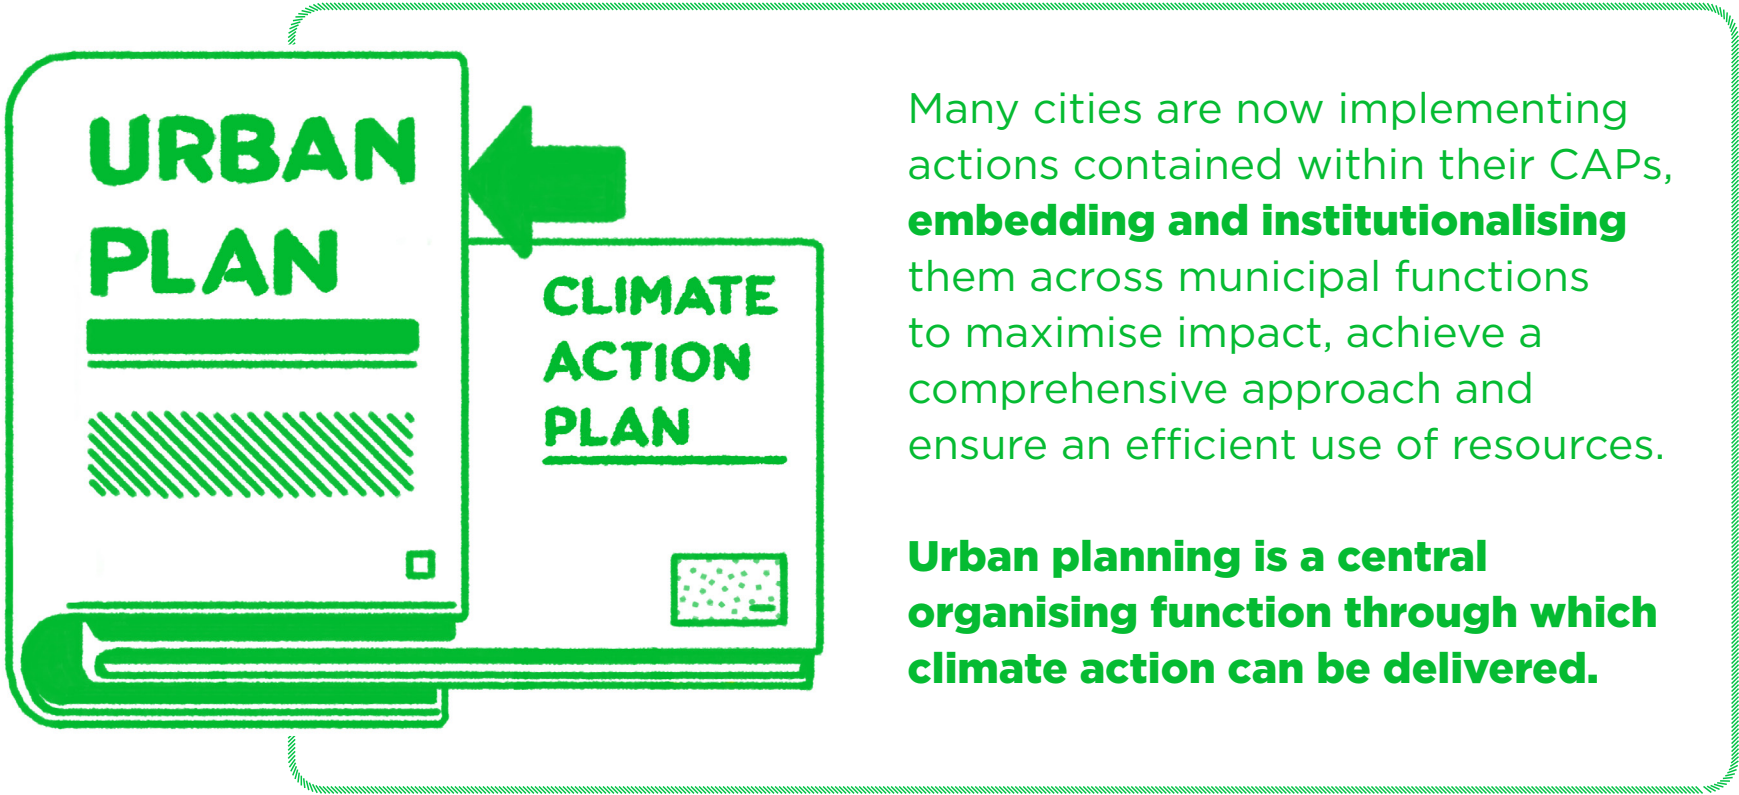 URBAN
PLAN
CLIMATE
ACTION
PLAN
Many cities are now implementing
actions contained within their CAPs,
embedding and institutionalising
them across municipal functions
to maximise impact, achieve a
comprehensive approach and
ensure an efficient use of resources.
Urban planning is a central
organising function through which
climate action can be delivered.